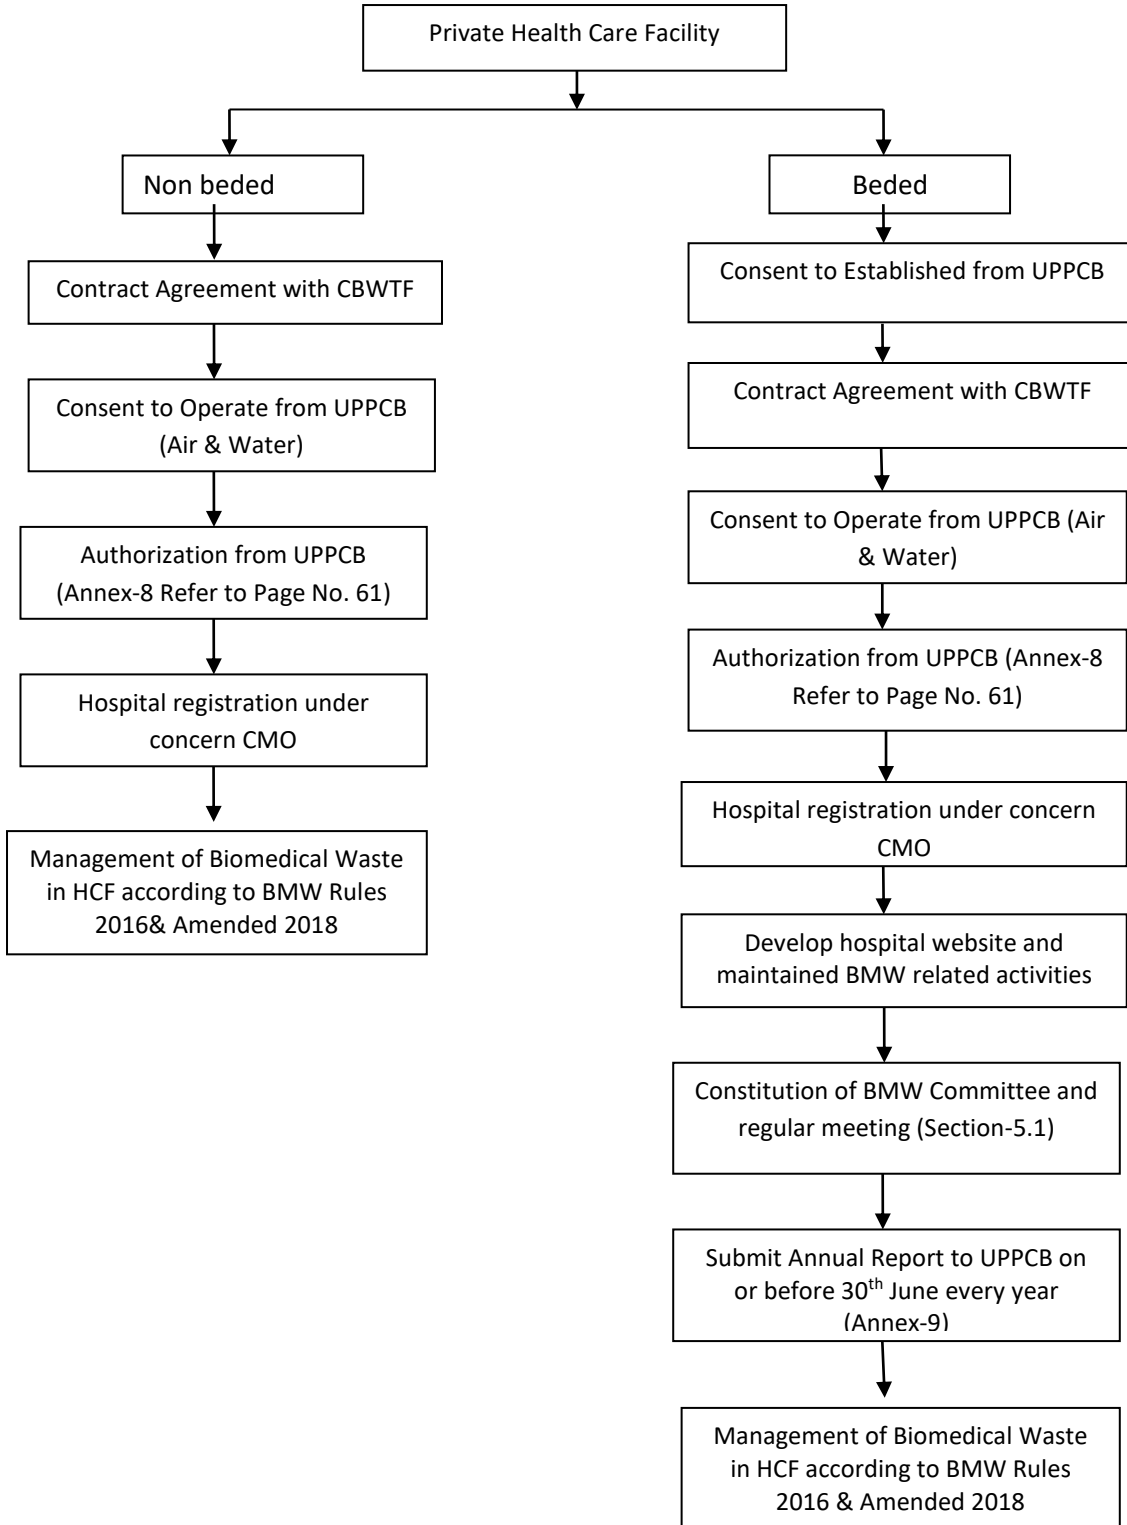 Private Health Care Facility
Non beded
Contract Agreement with CBWTF
Consent to Operate from UPPCB
(Air & Water)
Authorization from UPPCB
(Annex-8 Refer to Page No. 61)
Hospital registration under
concern CMO
Management of Biomedical Waste
in HCF according to BMW Rules
2016& Amended 2018
Beded
Consent to Established from UPPCB
Contract Agreement with CBWTF
Consent to Operate from UPPCB (Air
& Water)
Authorization from UPPCB (Annex-8
Refer to Page No. 61)
Hospital registration under concern
CMO
Develop hospital website and
maintained BMW related activities
Constitution of BMW Committee and
regular meeting (Section-5.1)
Submit Annual Report to UPPCB on
or before 30th June every year
(Annex-9)
Management of Biomedical Waste
in HCF according to BMW Rules
2016 & Amended 2018